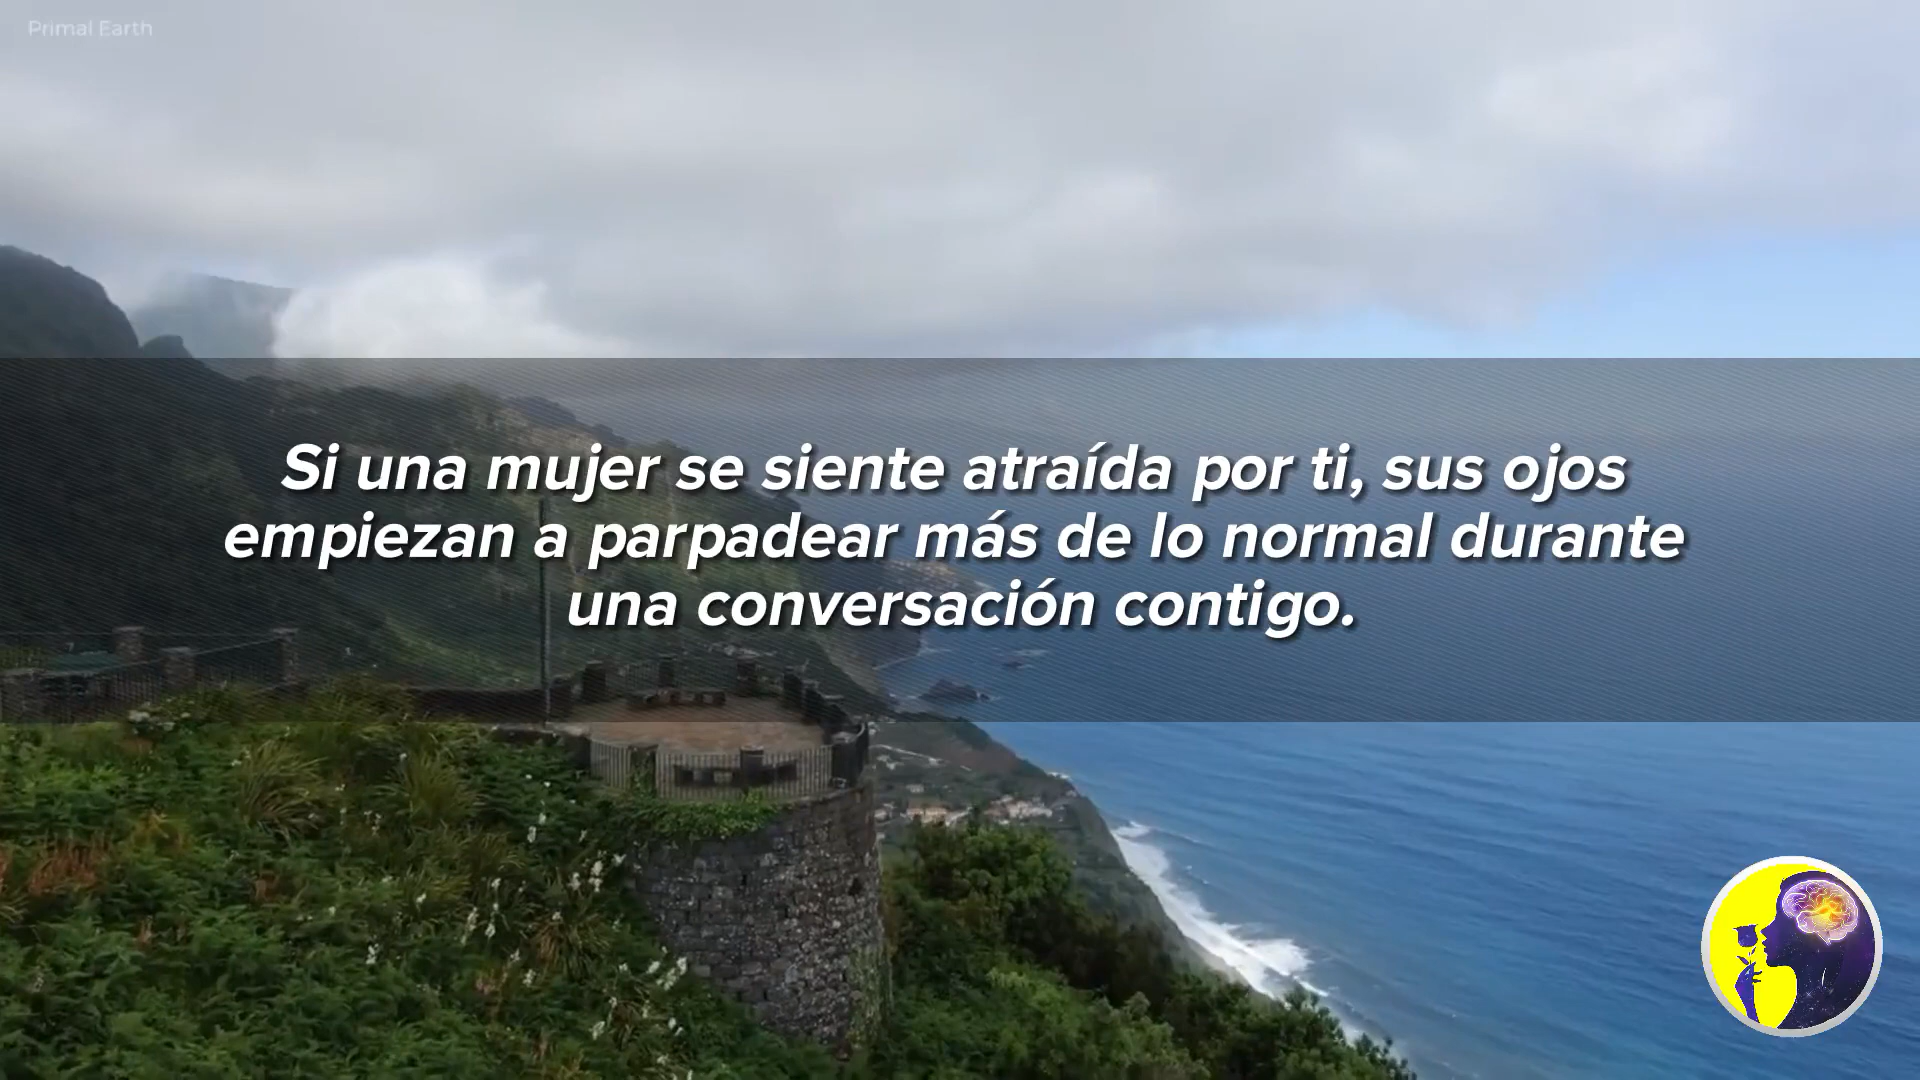 Primal Earth
Si una mujer se siente atraída por ti, sus ojos
empiezan a parpadear más de lo normal durante
una conversación contigo.